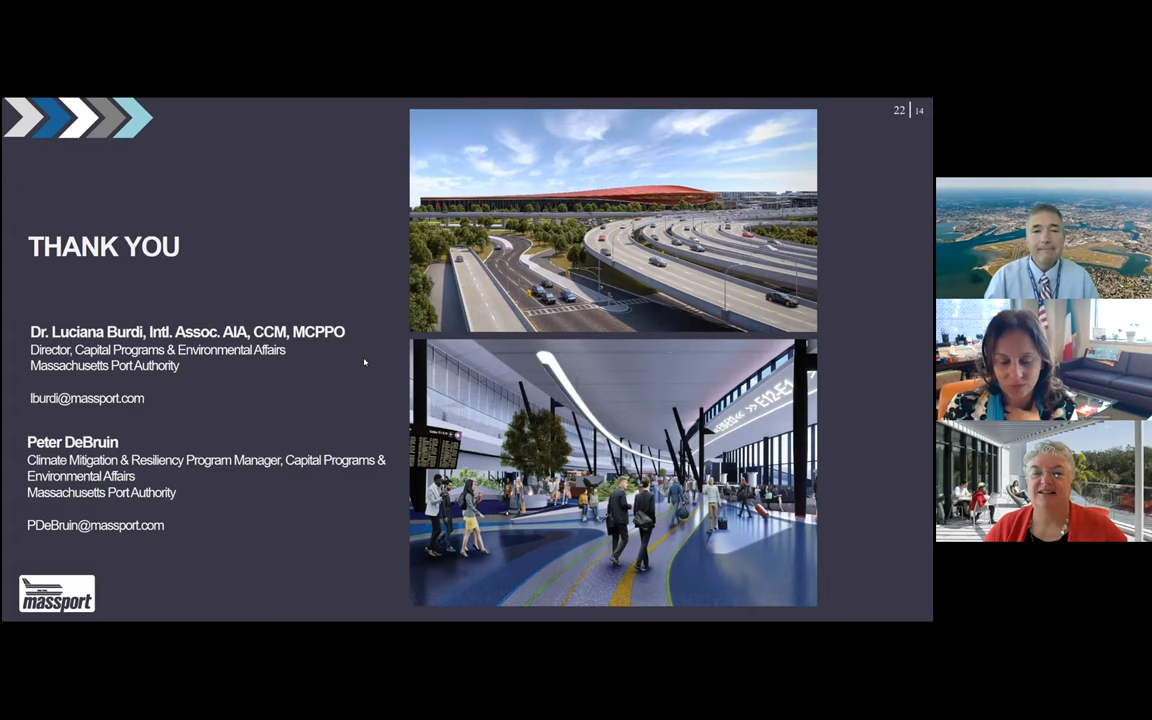 22 14
THANK YOU
Dr. Luciana Burdi, Intl. Assoc. AIA, CCM, MCPPO
Director, Capital Programs & Environmental Affairs
Massachusetts Port Authority
lburdi@massport.com
Peter DeBruin
Climate Mitigation & Resiliency Program Manager, Capital Programs &
Environmental Affairs
Massachusetts Port Authority
PDeBruin@massport.com
massport
E12-E1